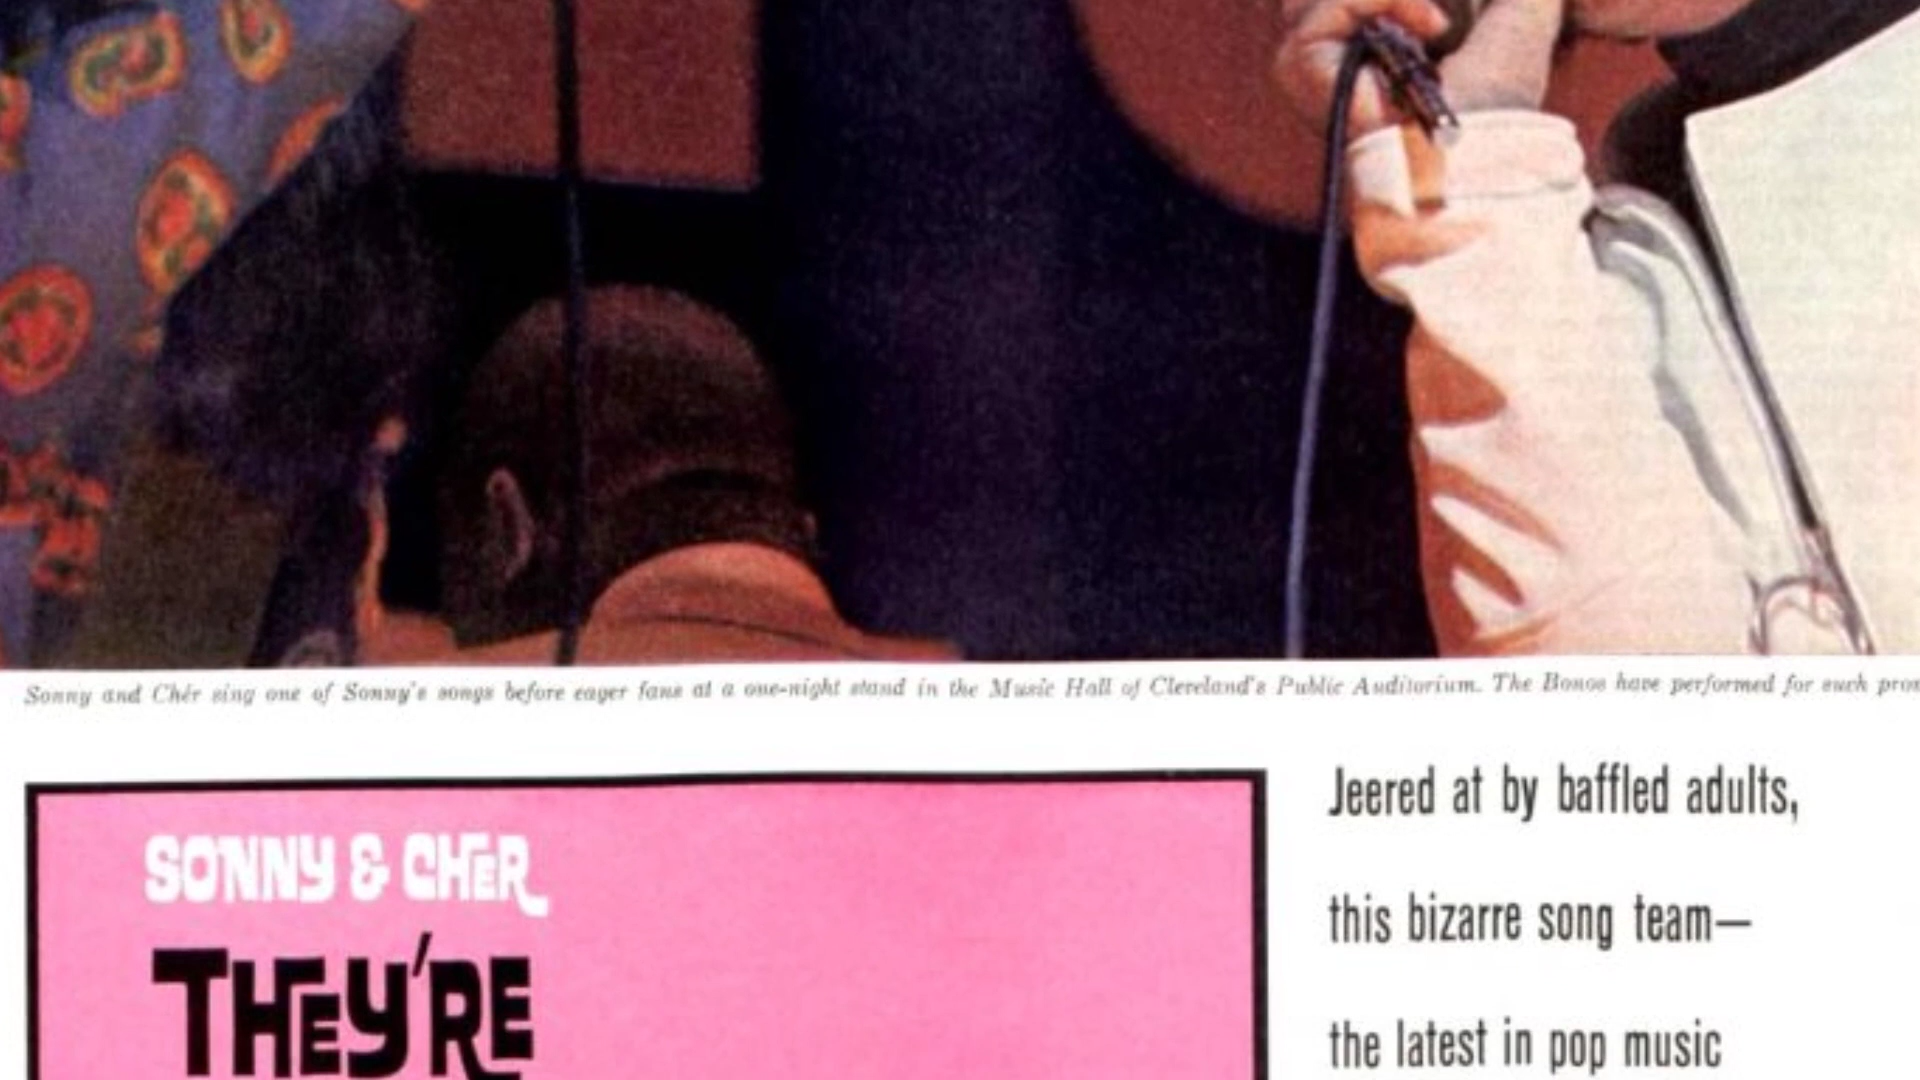 Sonny and Chér sing one of Sonny's songs before eager fans at a one-night stand in the Music Hall of Cleveland's Public Auditorium. The Bonos have performed for such
SONNY & CHER
THEY'RE
Jeered at by baffled adults,
this bizarre song team—
the latest in pop music